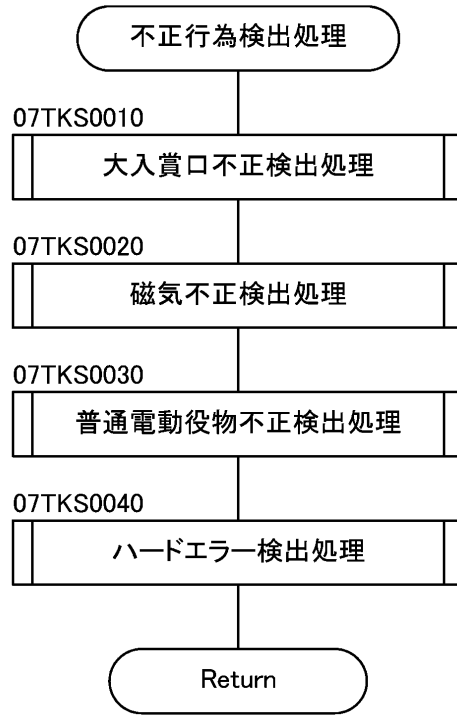 不正行為検出処理
07TKS0010
大入賞口不正検出処理
07TKS0020
磁気不正検出処理
07TKS0030
普通電動役物不正検出処理
07TKS0040
ハードエラー検出処理
Return